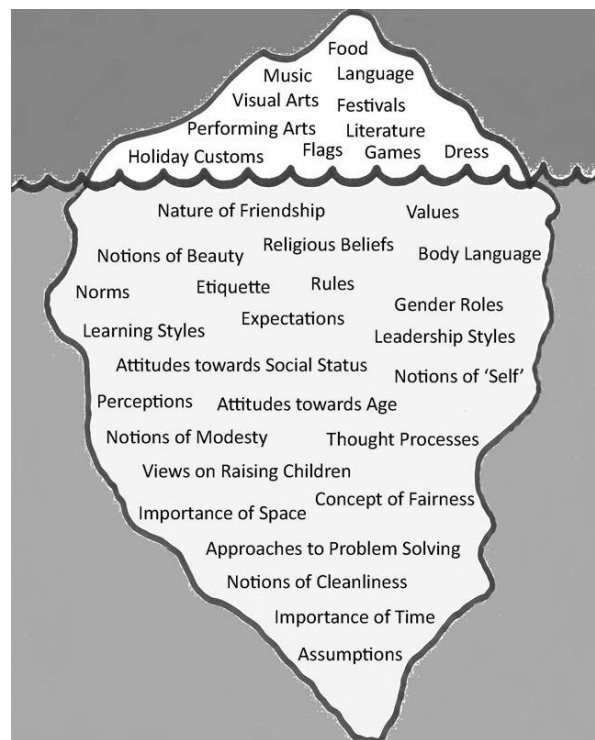 Food
Music
Language
Visual Arts
Festivals
Performing Arts
Literature
Holiday Customs
Flags
Games
Dress
Nature of Friendship
Values
Notions of Beauty
Religious Beliefs
Body Language
Norms
Etiquette
Rules
Gender Roles
Expectations
Learning Styles
Leadership Styles
Attitudes towards Social Status
Notions of ‘Self’
Perceptions
Attitudes towards Age
Notions of Modesty
Thought Processes
Views on Raising Children
Concept of Fairness
Importance of Space
Approaches to Problem Solving
Notions of Cleanliness
Importance of Time
Assumptions